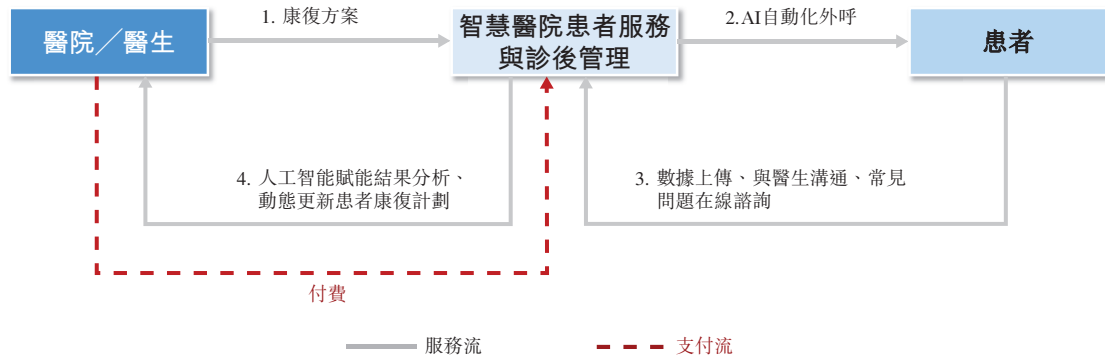 1. 康復方案
2.AI自動化外呼
醫院／醫生
智慧醫院患者服務
與診後管理
患者
4. 人工智能賦能結果分析、
動態更新患者康復計劃
3. 數據上傳、與醫生溝通、常見
問題在線諮詢
付費
服務流
支付流